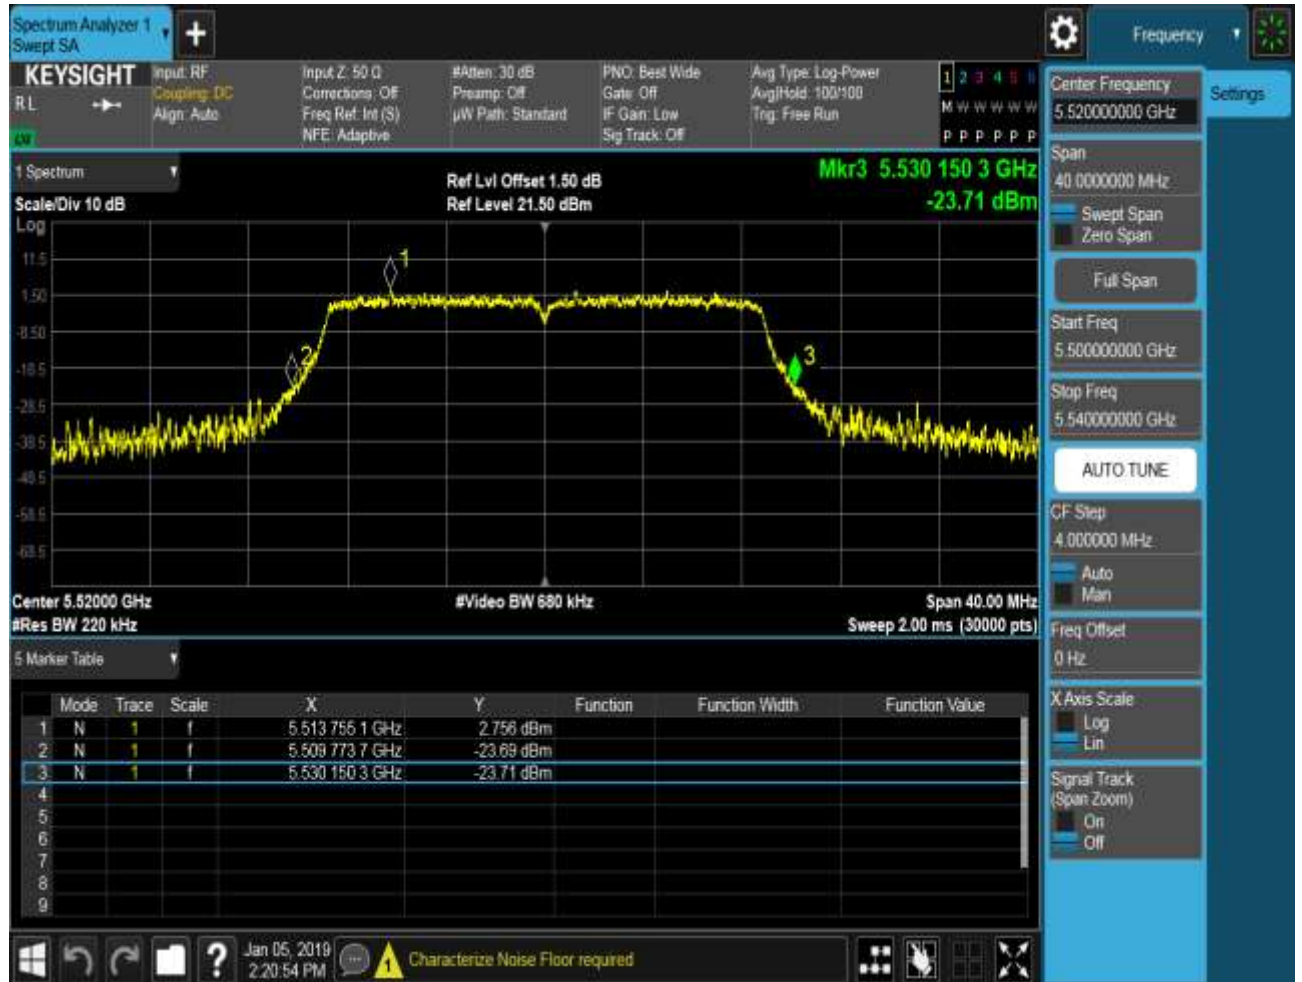 Spectrum Analyzer 1
Swept SA
+
Frequency
KEYSIGHT
RL
Input: RF
Coupling: DC
Align: Auto
Input Z: 50 Ω
Corrections: Off
Freq Ref: Int (S)
NFE: Adaptive
#Atten: 30 dB
Preamp: Off
µW Path: Standard
PNO: Best Wide
Gate: Off
IF Gain: Low
Sig Track: Off
Avg Type: Log-Power
Avg|Hold: 100/100
Trig: Free Run
1 2 3 4 5 6
M W W W W W
P P P P P P
1 Spectrum
Scale/Div 10 dB
Ref Lvl Offset 1.50 dB
Ref Level 21.50 dBm
Mkr3 5.530 150 3 GHz
-23.71 dBm
Log
11.5
1.50
-8.50
-18.5
-28.5
-38.5
-48.5
-58.5
-68.5
1
2
3
Center 5.52000 GHz
#Video BW 680 kHz
Span 40.00 MHz
#Res BW 220 kHz
Sweep 2.00 ms (30000 pts)
5 Marker Table
Mode Trace Scale X Y Function Function Width Function Value
1 N 1 f 5.513 755 1 GHz 2.756 dBm
2 N 1 f 5.509 773 7 GHz -23.69 dBm
3 N 1 f 5.530 150 3 GHz -23.71 dBm
4
5
6
7
8
9
?
Jan 05, 2019
2:20:54 PM
Characterize Noise Floor required
Center Frequency
5.520000000 GHz
Settings
Span
40.0000000 MHz
Swept Span
Zero Span
Full Span
Start Freq
5.500000000 GHz
Stop Freq
5.540000000 GHz
AUTO TUNE
CF Step
4.000000 MHz
Auto
Man
Freq Offset
0 Hz
X Axis Scale
Log
Lin
Signal Track
(Span Zoom)
On
Off